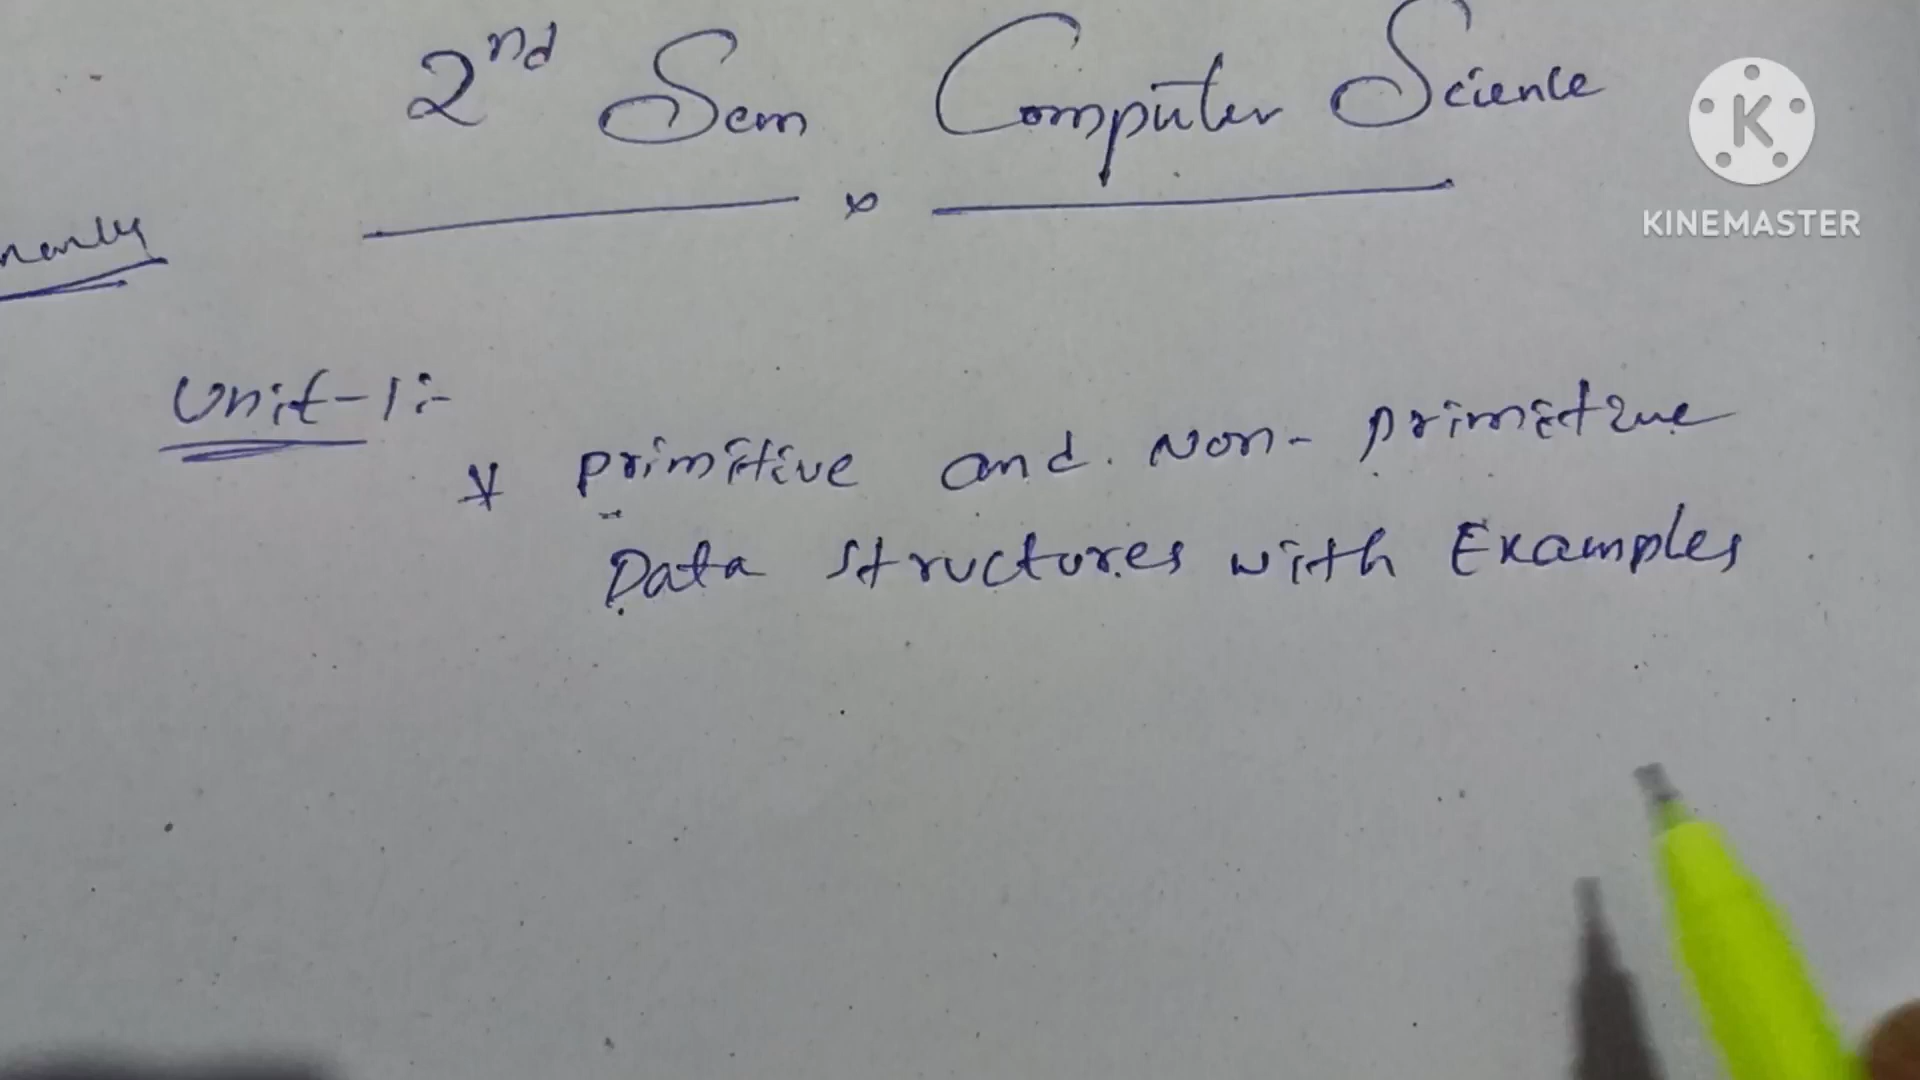 2nd Sem Computer Science
KINEMASTER
Unit-1:-
* Primitive and Non-primitive
Data structures with Examples